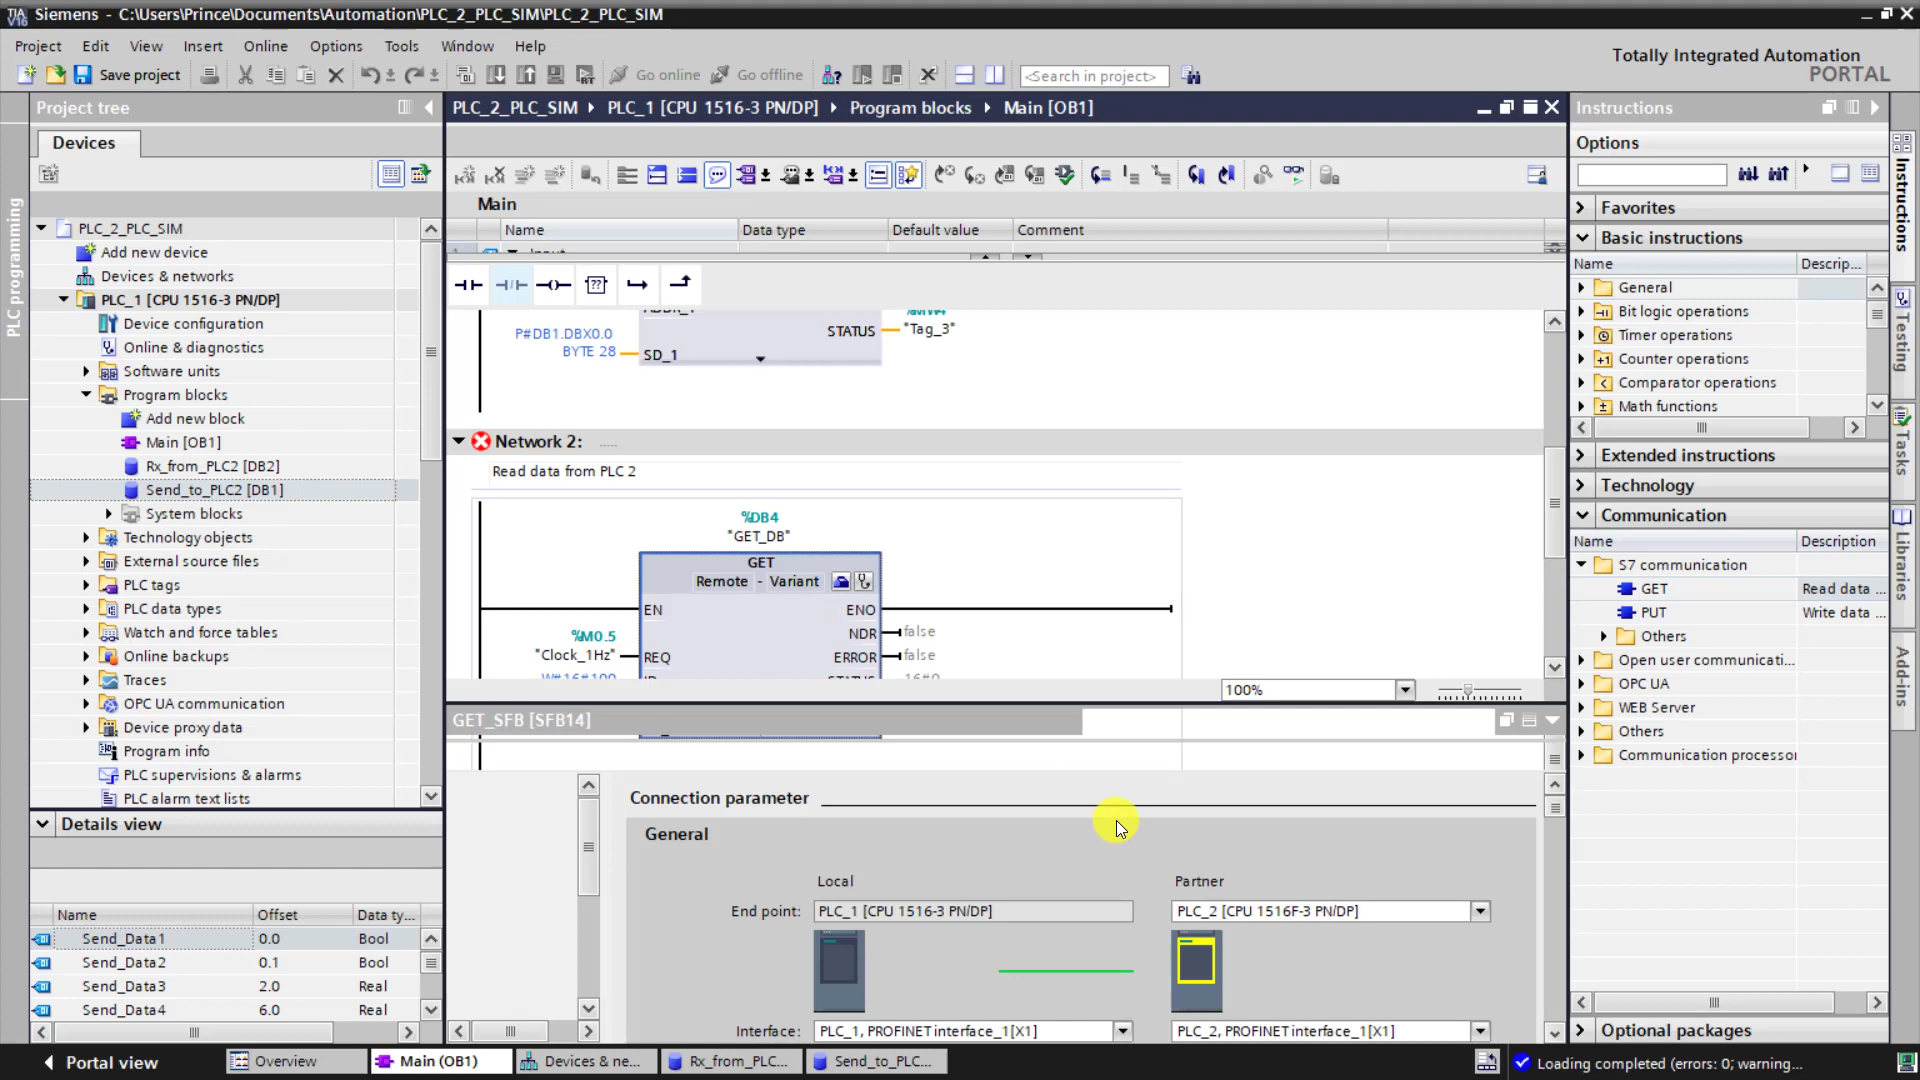 Siemens - C:\Users\Prince\Documents\Automation\PLC_2_PLC_SIM\PLC_2_PLC_SIM
Project Edit View Insert Online Options Tools Window Help
Totally Integrated Automation
PORTAL
Save project
Go online
Go offline
<Search in project>
Project tree
PLC_2_PLC_SIM PLC_1 [CPU 1516-3 PN/DP] Program blocks Main [OB1]
Instructions
Devices
Options
PLC programming
Main
Name Data type Default value Comment
PLC_2_PLC_SIM
Add new device
Devices & networks
PLC_1 [CPU 1516-3 PN/DP]
Device configuration
Online & diagnostics
Software units
Program blocks
Add new block
Main [OB1]
Rx_from_PLC2 [DB2]
Send_to_PLC2 [DB1]
System blocks
Technology objects
External source files
PLC tags
PLC data types
Watch and force tables
Online backups
Traces
OPC UA communication
Device proxy data
Program info
PLC supervisions & alarms
PLC alarm text lists
Details view
Name Offset Data ty...
Send_Data1 0.0 Bool
Send_Data2 0.1 Bool
Send_Data3 2.0 Real
Send_Data4 6.0 Real
P#DB1.DBX0.0
BYTE 28
SD_1
STATUS
"Tag_3"
Network 2: .....
Read data from PLC 2
%DB4
"GET_DB"
GET
Remote - Variant
EN
ENO
NDR
false
%M0.5
"Clock_1Hz"
REQ
ERROR
false
100%
GET_SFB [SFB14]
Connection parameter
General
Local
Partner
End point:
PLC_1 [CPU 1516-3 PN/DP]
PLC_2 [CPU 1516F-3 PN/DP]
Interface:
PLC_1, PROFINET interface_1[X1]
PLC_2, PROFINET interface_1[X1]
Favorites
Basic instructions
Name Descrip...
General
Bit logic operations
Timer operations
Counter operations
Comparator operations
Math functions
Extended instructions
Technology
Communication
Name Description
S7 communication
GET Read data ...
PUT Write data ...
Others
Open user communicati...
OPC UA
WEB Server
Others
Communication processor
Optional packages
Instructions
Testing
Tasks
Libraries
Add-ins
Portal view
Overview
Main (OB1)
Devices & ne...
Rx_from_PLC...
Send_to_PLC...
Loading completed (errors: 0; warning...